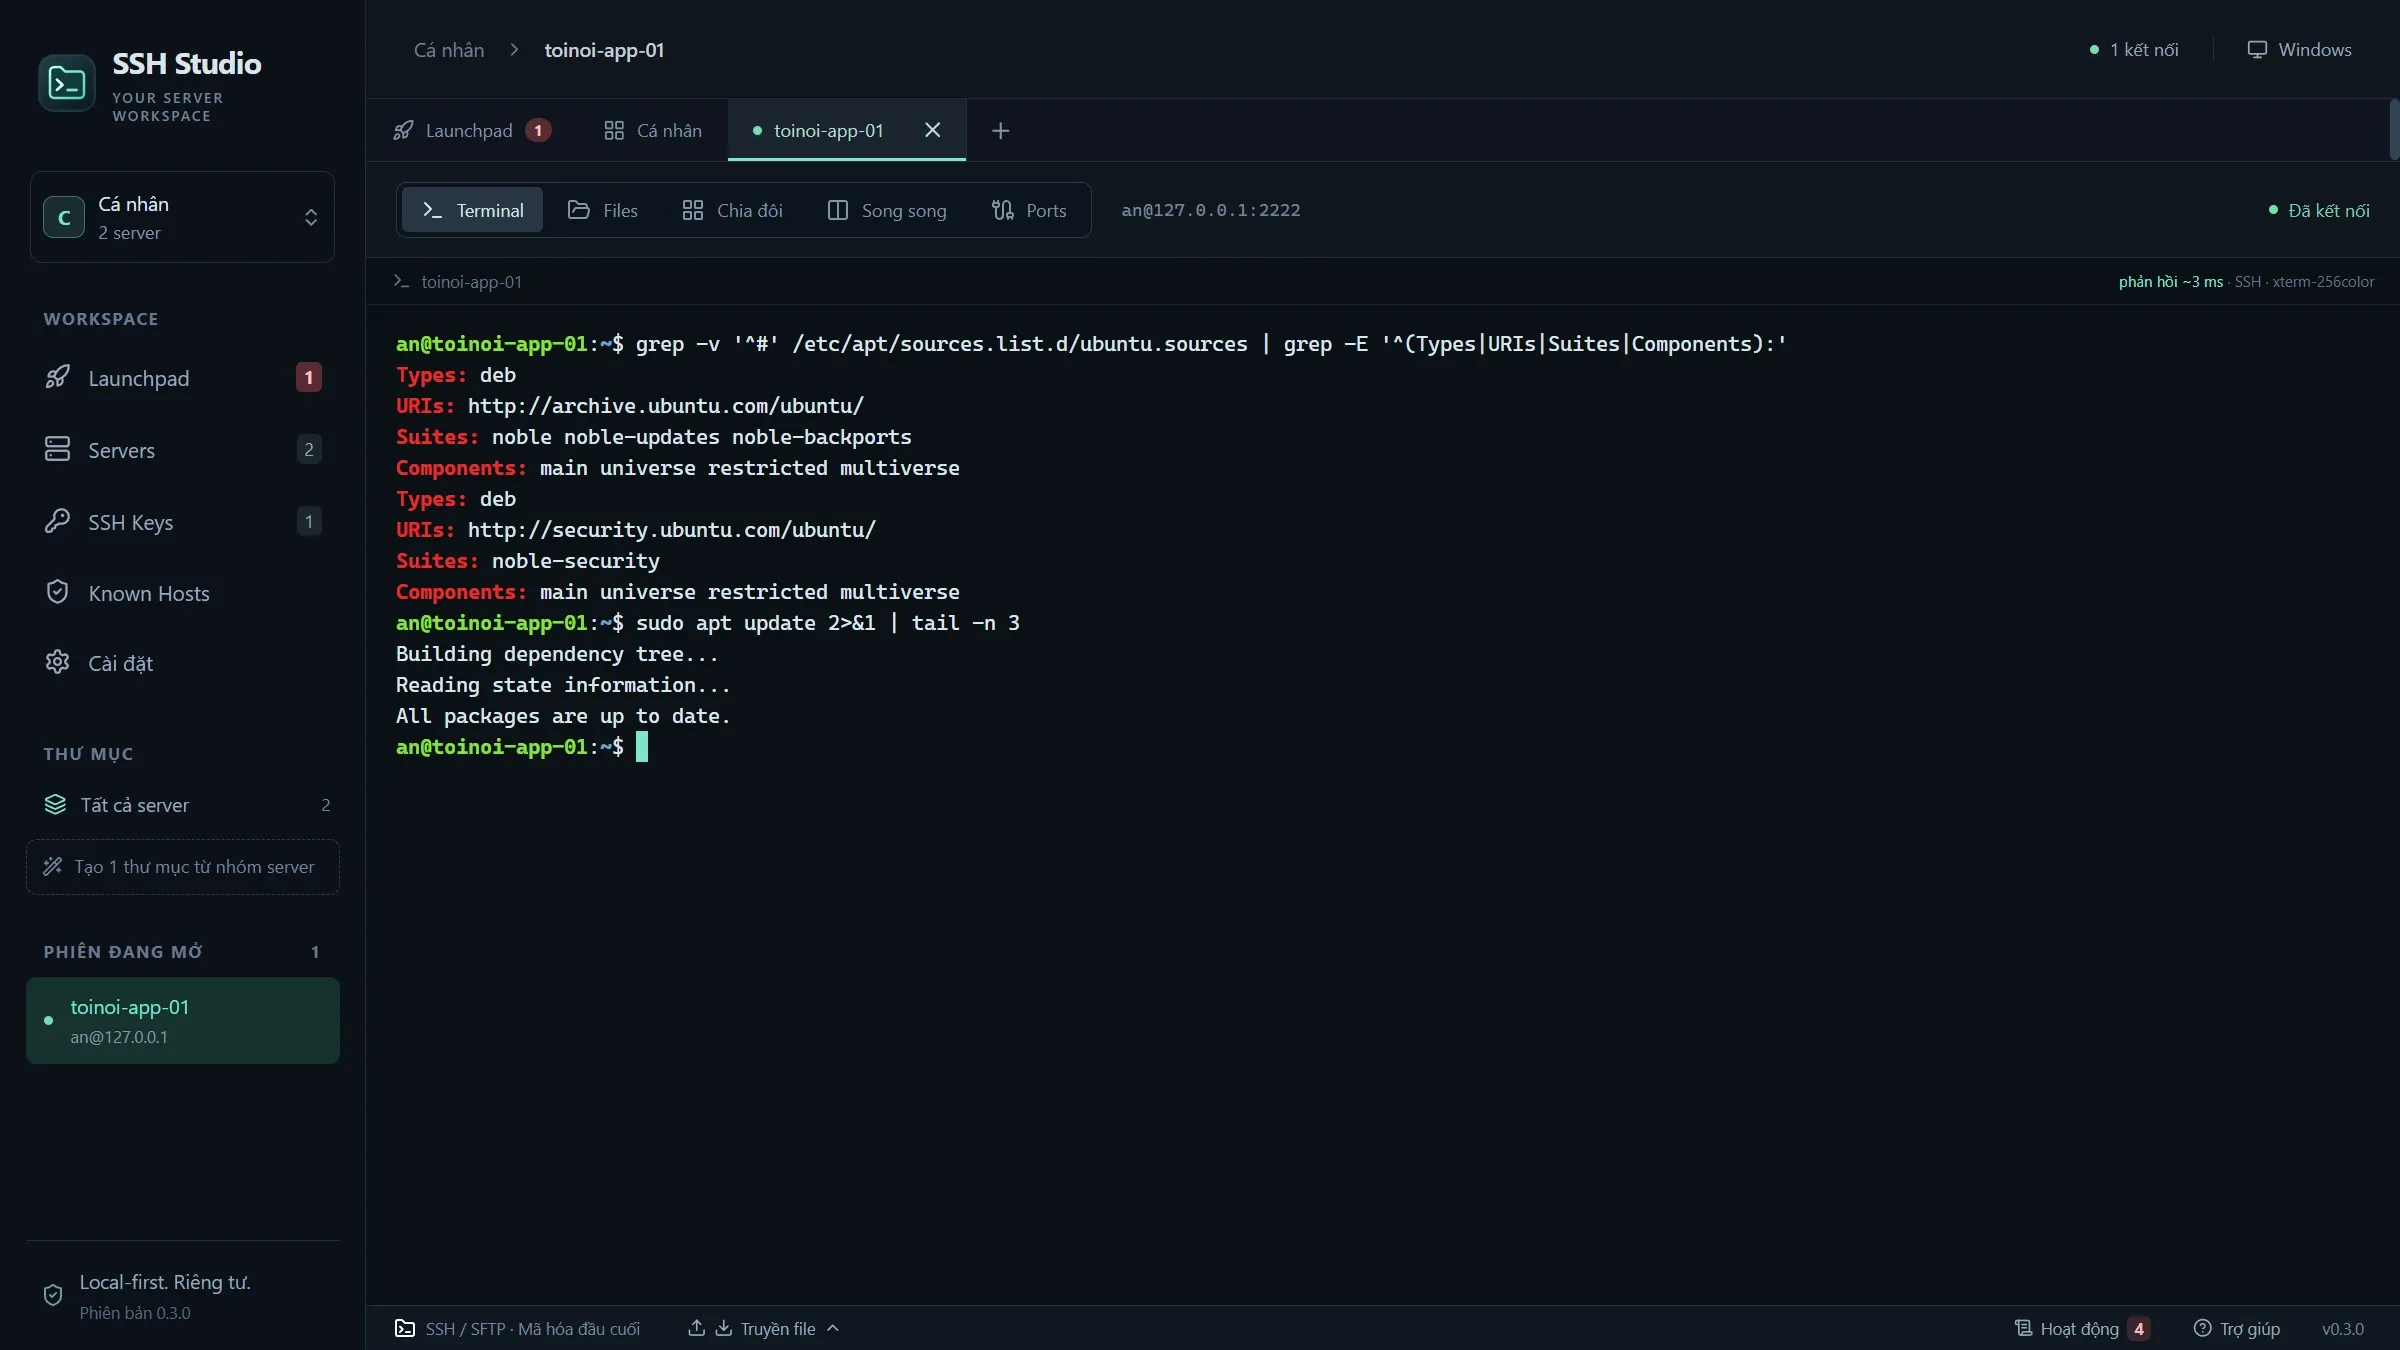 SSH Studio
YOUR SERVER
WORKSPACE
C
Cá nhân
2 server
WORKSPACE
Launchpad 1
Servers 2
SSH Keys 1
Known Hosts
Cài đặt
THƯ MỤC
Tất cả server 2
Tạo 1 thư mục từ nhóm server
PHIÊN ĐANG MỞ 1
toinoi-app-01
an@127.0.0.1
Local-first. Riêng tư.
Phiên bản 0.3.0
Cá nhân > toinoi-app-01
1 kết nối
Windows
Launchpad 1
Cá nhân
toinoi-app-01
Terminal
Files
Chia đôi
Song song
Ports
an@127.0.0.1:2222
Đã kết nối
toinoi-app-01
phản hồi ~3 ms · SSH · xterm-256color
an@toinoi-app-01:~$ grep -v '^#' /etc/apt/sources.list.d/ubuntu.sources | grep -E '^(Types|URIs|Suites|Components):'
Types: deb
URIs: http://archive.ubuntu.com/ubuntu/
Suites: noble noble-updates noble-backports
Components: main universe restricted multiverse
Types: deb
URIs: http://security.ubuntu.com/ubuntu/
Suites: noble-security
Components: main universe restricted multiverse
an@toinoi-app-01:~$ sudo apt update 2>&1 | tail -n 3
Building dependency tree...
Reading state information...
All packages are up to date.
an@toinoi-app-01:~$
SSH / SFTP · Mã hóa đầu cuối
Truyền file
Hoạt động 4
Trợ giúp
v0.3.0